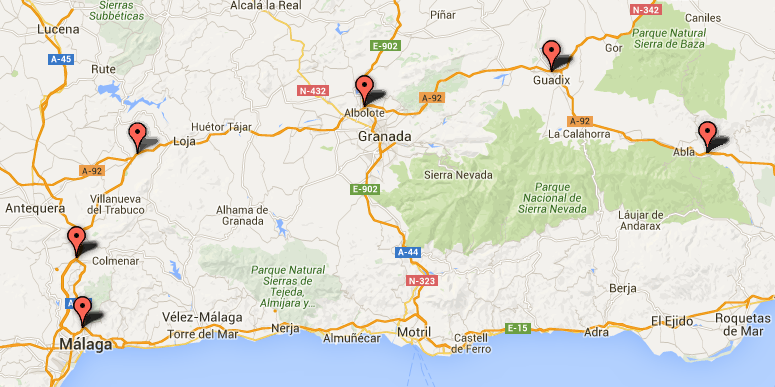 Sierras
Subbéticas
Alcalá la Real
Píñar
N-342
Caniles
Lucena
E-902
Gor
Parque Natural
Sierra de Baza
A-45
Rute
Guadix
N-432
A-92
Albolote
Huétor Tájar
A-92
La Calahorra
Loja
Granada
Abla
A-92
Sierra Nevada
E-902
Parque
Nacional de
Sierra Nevada
Villanueva
del Trabuco
Antequera
Alhama de
Granada
Láujar de
Andarax
A-44
Colmenar
Parque Natural
Sierras de
Tejeda,
Almijara y...
N-323
Berja
Vélez-Málaga
Torre del Mar
Nerja
Almuñécar
Motril
Castell
de Ferro
E-15
Adra
El Ejido
Roquetas
de Mar
Málaga